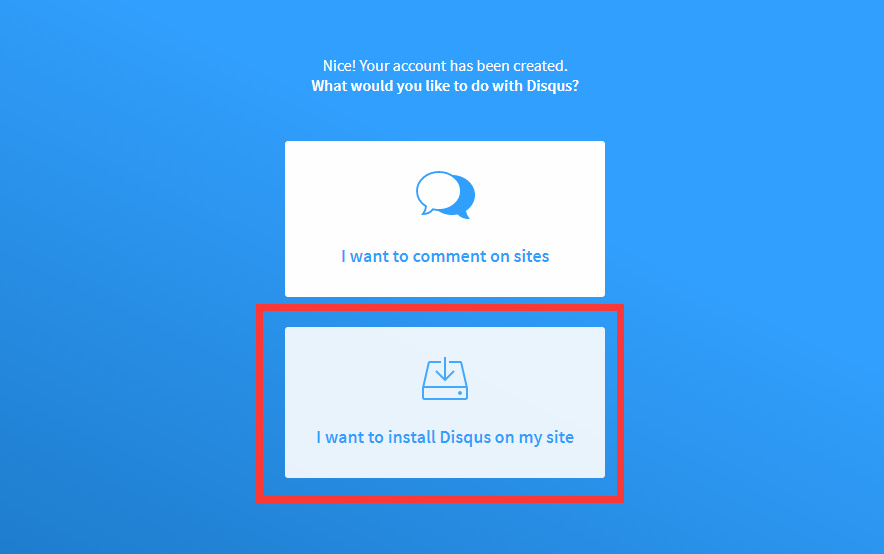 Nice! Your account has been created.
What would you like to do with Disqus?
I want to comment on sites
I want to install Disqus on my site